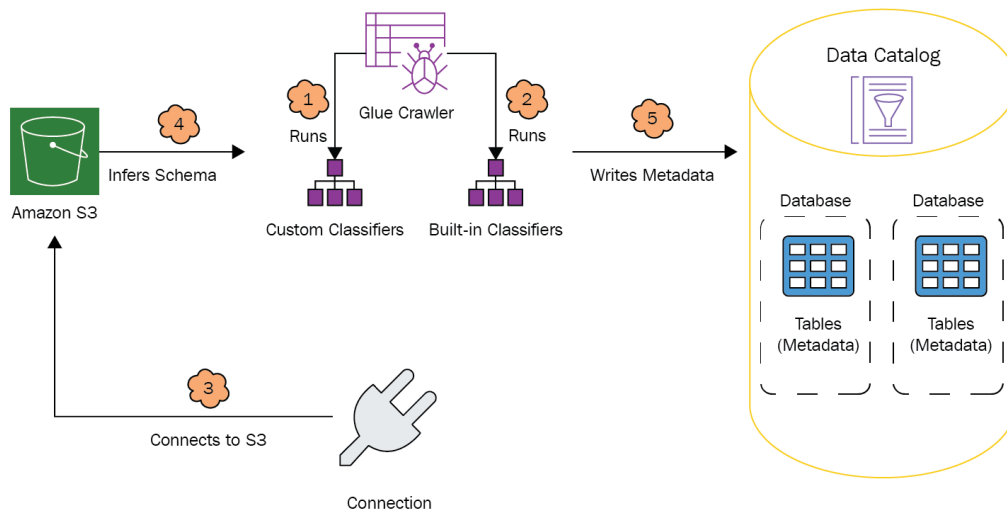 1
2
Glue Crawler
Runs
Runs
4
Infers Schema
Amazon S3
Custom Classifiers
Built-in Classifiers
5
Writes Metadata
Data Catalog
Database
Database
Tables
(Metadata)
Tables
(Metadata)
3
Connects to S3
Connection